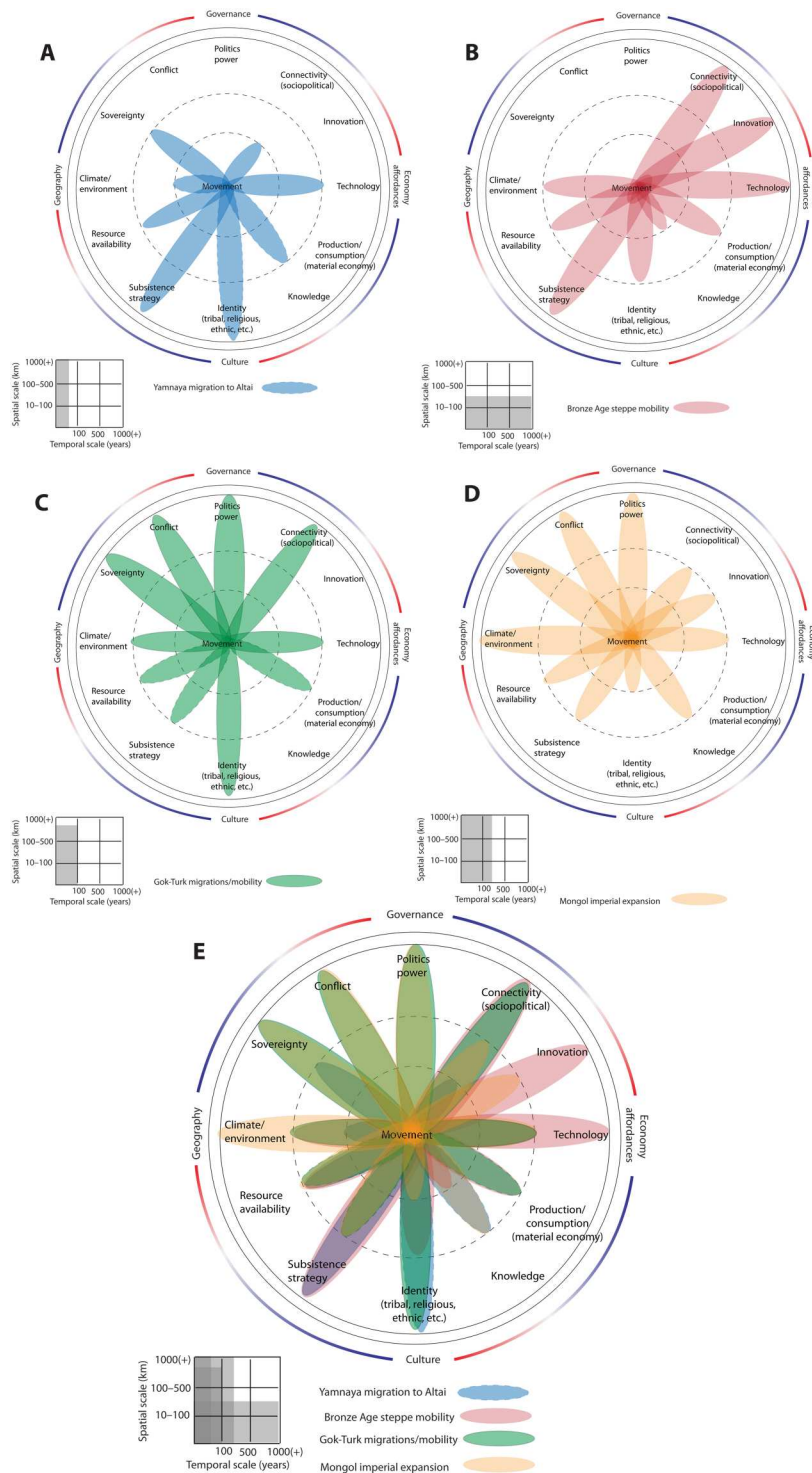 A
Governance
Politics
power
Conflict
Connectivity
(sociopolitical)
Sovereignty
Innovation
Geography
Climate/
environment
Movement
Technology
Economy
affordances
Resource
availability
Production/
consumption
(material economy)
Subsistence
strategy
Knowledge
Identity
(tribal, religious,
ethnic, etc.)
Culture
Spatial scale (km)
1000(+)
100–500
10–100
100 500 1000(+)
Temporal scale (years)
Yamnaya migration to Altai
B
Governance
Politics
power
Conflict
Connectivity
(sociopolitical)
Sovereignty
Innovation
Geography
Climate/
environment
Movement
Technology
Economy
affordances
Resource
availability
Production/
consumption
(material economy)
Subsistence
strategy
Knowledge
Identity
(tribal, religious,
ethnic, etc.)
Culture
Spatial scale (km)
1000(+)
100–500
10–100
100 500 1000(+)
Temporal scale (years)
Bronze Age steppe mobility
C
Governance
Politics
power
Conflict
Connectivity
(sociopolitical)
Sovereignty
Innovation
Geography
Climate/
environment
Movement
Technology
Economy
affordances
Resource
availability
Production/
consumption
(material economy)
Subsistence
strategy
Knowledge
Identity
(tribal, religious,
ethnic, etc.)
Culture
Spatial scale (km)
1000(+)
100–500
10–100
100 500 1000(+)
Temporal scale (years)
Gok-Turk migrations/mobility
D
Governance
Politics
power
Conflict
Connectivity
(sociopolitical)
Sovereignty
Innovation
Geography
Climate/
environment
Movement
Technology
Economy
affordances
Resource
availability
Production/
consumption
(material economy)
Subsistence
strategy
Knowledge
Identity
(tribal, religious,
ethnic, etc.)
Culture
Spatial scale (km)
1000(+)
100–500
10–100
100 500 1000(+)
Temporal scale (years)
Mongol imperial expansion
E
Governance
Politics
power
Conflict
Connectivity
(sociopolitical)
Sovereignty
Innovation
Geography
Climate/
environment
Movement
Technology
Economy
affordances
Resource
availability
Production/
consumption
(material economy)
Subsistence
strategy
Knowledge
Identity
(tribal, religious,
ethnic, etc.)
Culture
Spatial scale (km)
1000(+)
100–500
10–100
100 500 1000(+)
Temporal scale (years)
Yamnaya migration to Altai
Bronze Age steppe mobility
Gok-Turk migrations/mobility
Mongol imperial expansion